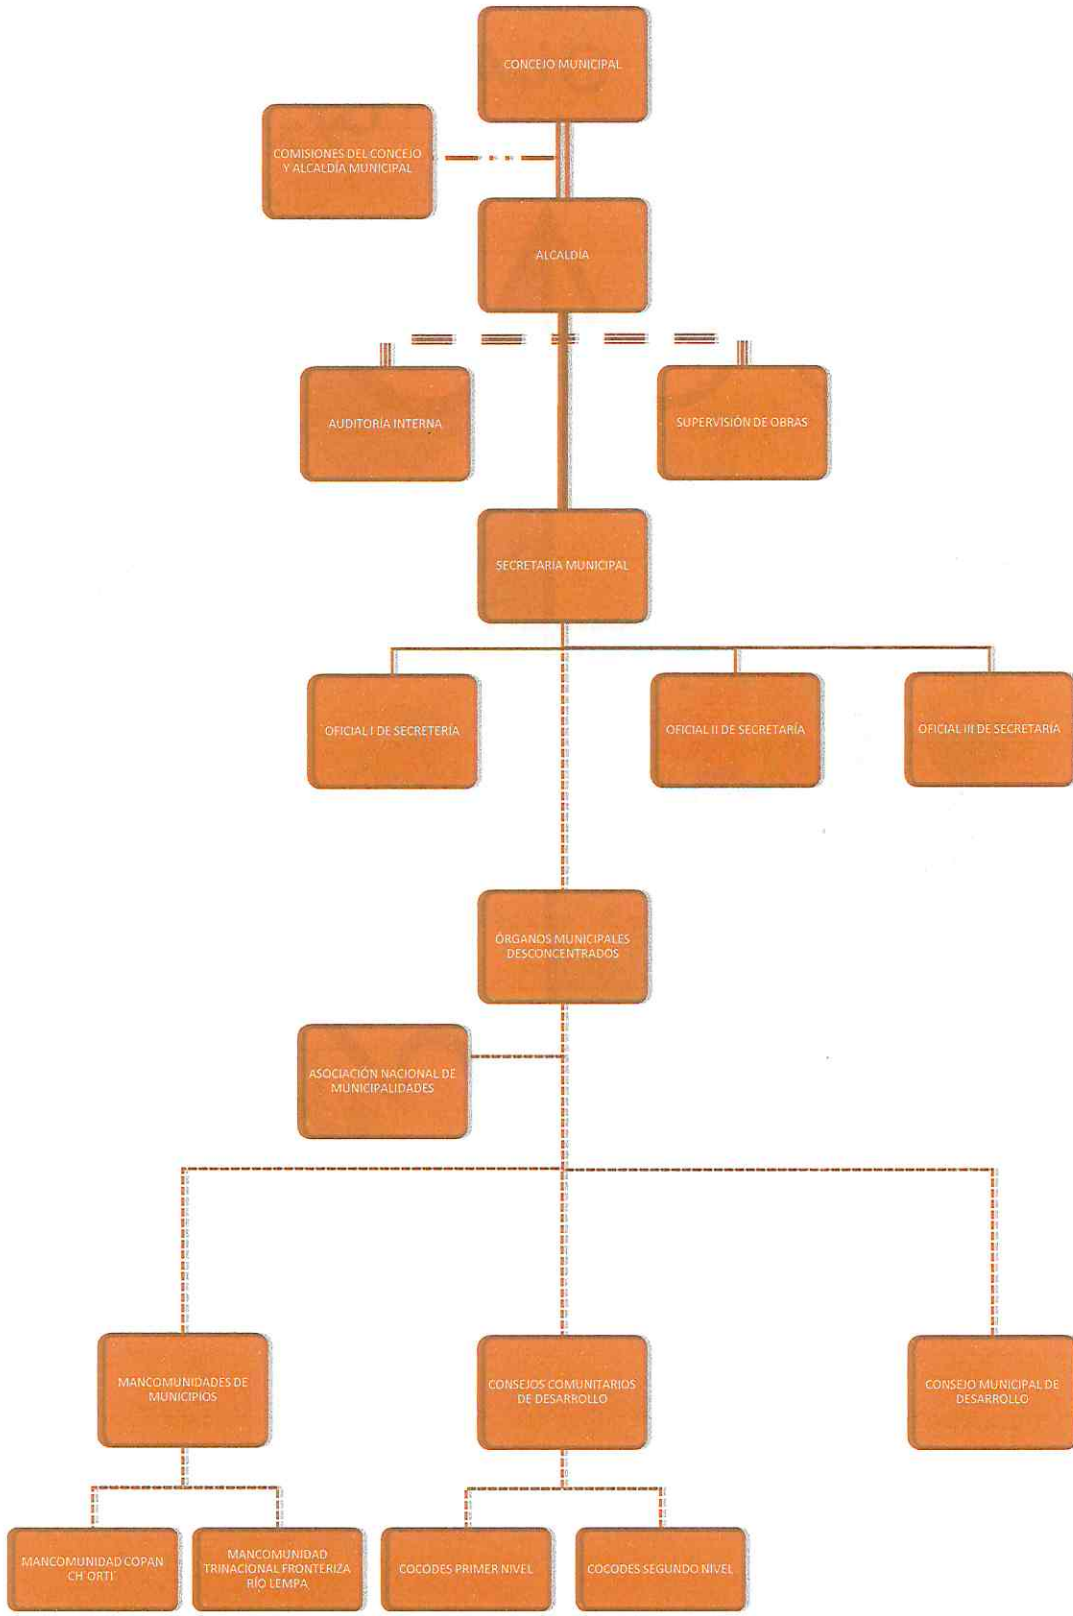 CONCEJO MUNICIPAL
COMISIONES DEL CONCEJO
Y ALCALDÍA MUNICIPAL
ALCALDÍA
AUDITORÍA INTERNA
SUPERVISIÓN DE OBRAS
SECRETARÍA MUNICIPAL
OFICIAL I DE SECRETERÍA
OFICIAL II DE SECRETARÍA
OFICIAL III DE SECRETARÍA
ÓRGANOS MUNICIPALES
DESCONCENTRADOS
ASOCIACIÓN NACIONAL DE
MUNICIPALIDADES
MANCOMUNIDADES DE
MUNICIPIOS
CONSEJOS COMUNITARIOS
DE DESARROLLO
CONSEJO MUNICIPAL DE
DESARROLLO
MANCOMUNIDAD COPAN
CH´ORTI´
MANCOMUNIDAD
TRINACIONAL FRONTERIZA
RÍO LEMPA
COCODES PRIMER NIVEL
COCODES SEGUNDO NIVEL